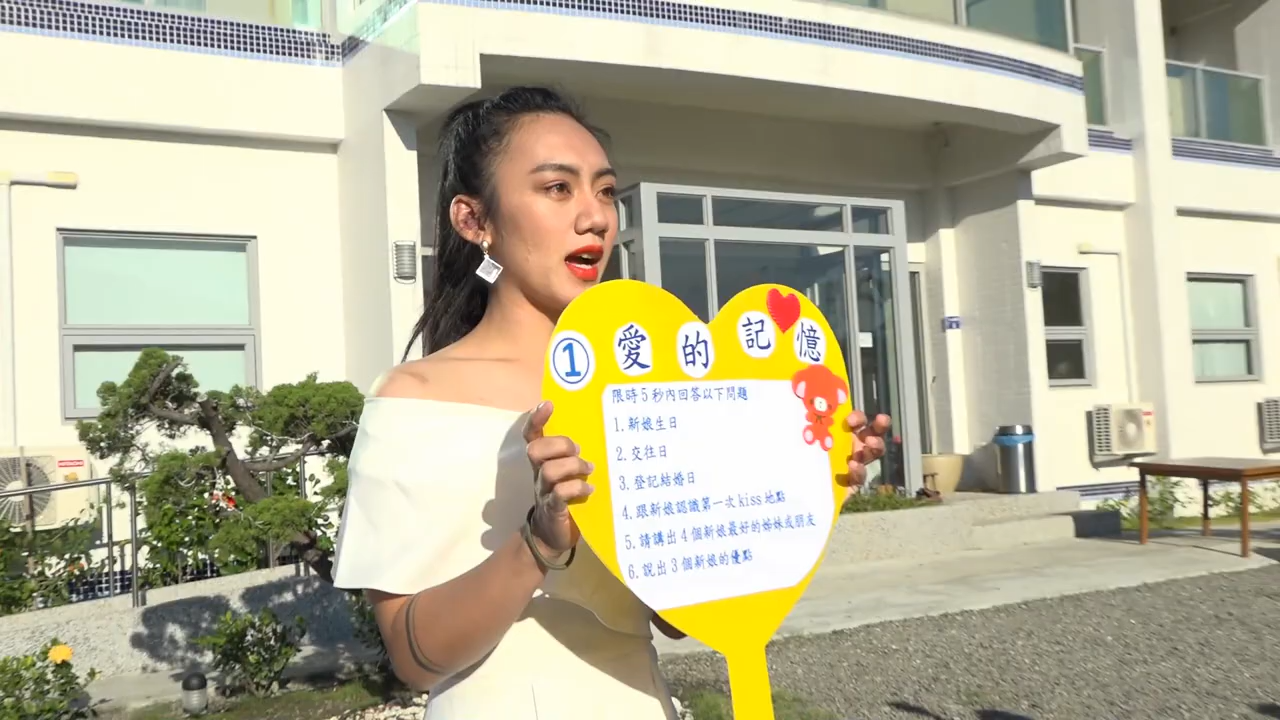 ① 愛的記憶
限時5秒內回答以下問題
1.新娘生日
2.交往日
3.登記結婚日
4.跟新娘認識第一次kiss地點
5.請講出4個新娘最好的姊妹或朋友
6.說出3個新娘的優點